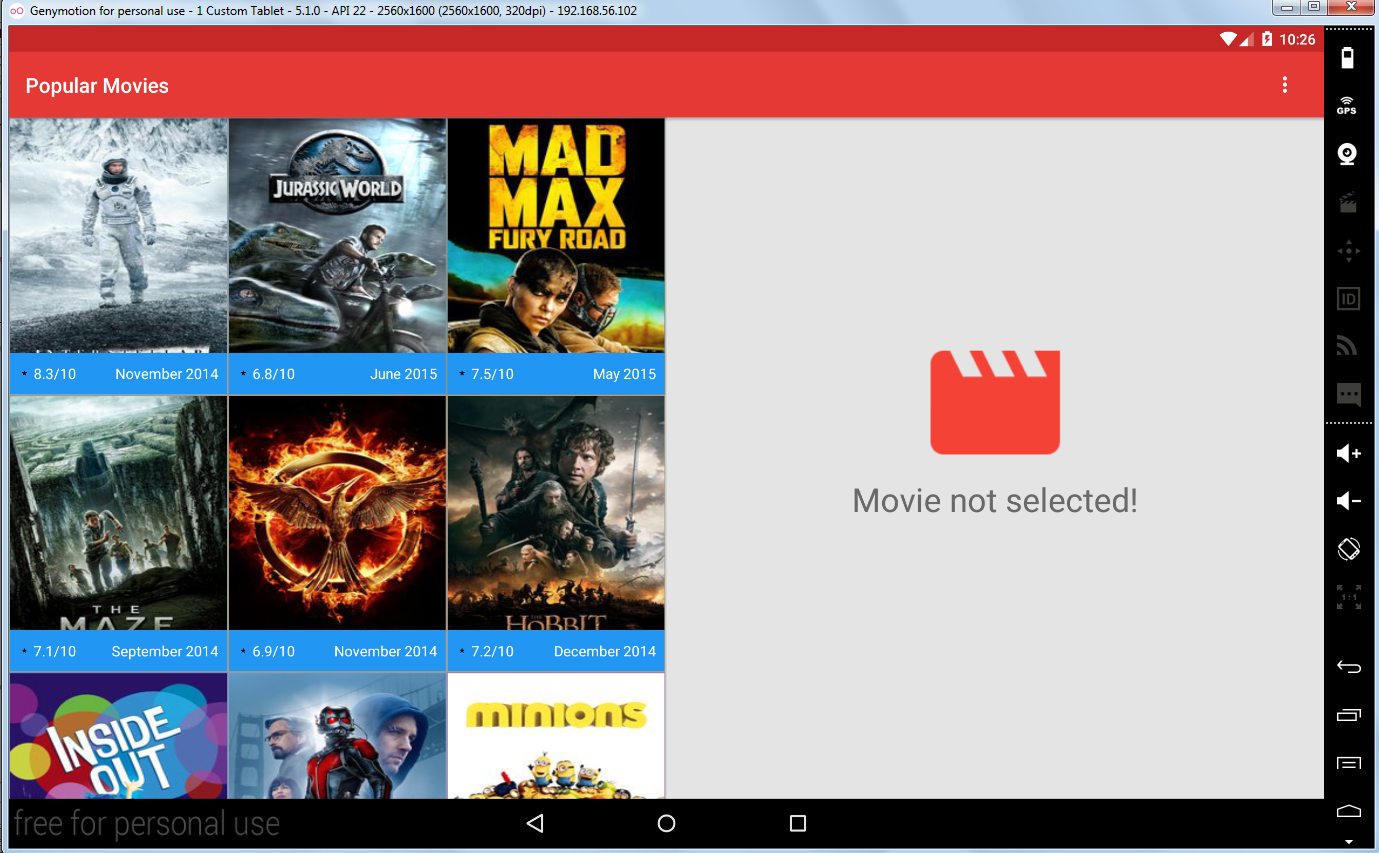 Genymotion for personal use - 1 Custom Tablet - 5.1.0 - API 22 - 2560x1600 (2560x1600, 320dpi) - 192.168.56.102
10:26
Popular Movies
GPS
JURASSIC WORLD
MAD
MAX
FURY ROAD
8.3/10 November 2014
6.8/10 June 2015
7.5/10 May 2015
ID
Movie not selected!
THE
MAZE
THE
HOBBIT
7.1/10 September 2014
6.9/10 November 2014
7.2/10 December 2014
1:1
INSIDE
OUT
MINIONS
free for personal use